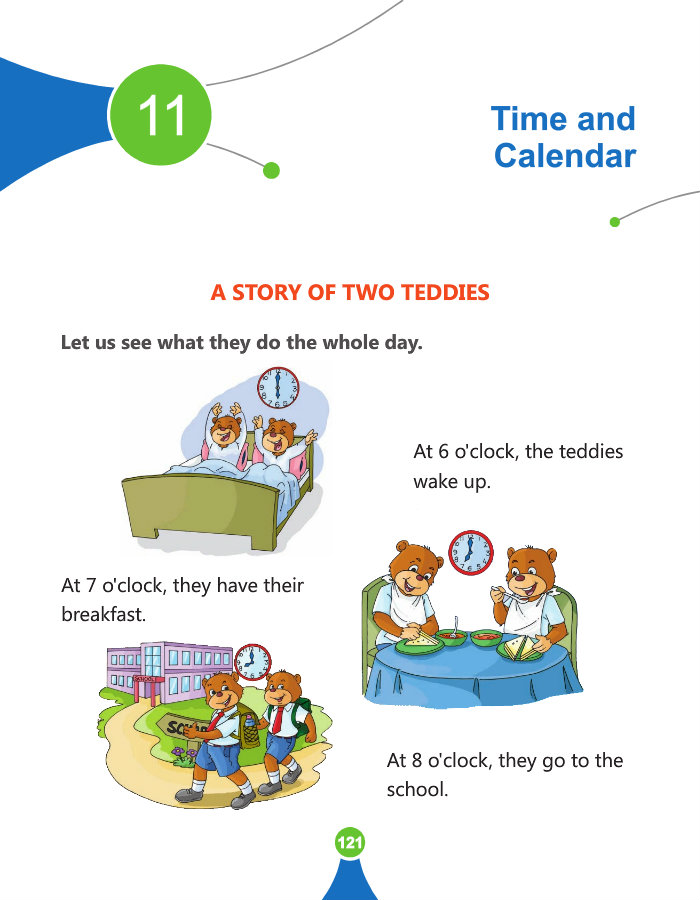 11
Time and
Calendar
A STORY OF TWO TEDDIES
Let us see what they do the whole day.
At 6 o'clock, the teddies
wake up.
At 7 o'clock, they have their
breakfast.
SCHOOL
At 8 o'clock, they go to the
school.
121